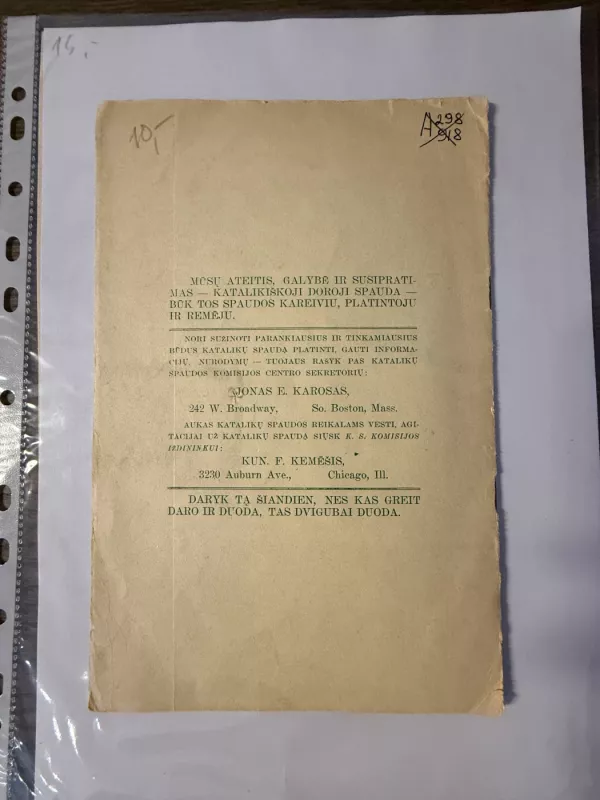 15,-
10,-
A 298
918
MŪSŲ ATEITIS, GALYBĖ IR SUSIPRATI-
MAS — KATALIKIŠKOJI DOROJI SPAUDA —
BŪK TOS SPAUDOS KAREIVIU, PLATINTOJU
IR RĖMĖJU.
NORI SUŽINOTI PARANKIAUSIUS IR TINKAMIAUSIUS
BŪDUS KATALIKŲ SPAUDĄ PLATINTI, GAUTI INFORMA-
CIJŲ, NURODYMŲ — TUOJAUS RAŠYK PAS KATALIKŲ
SPAUDOS KOMISIJOS CENTRO SEKRETORIŲ:
JONAS E. KAROSAS,
242 W. Broadway, So. Boston, Mass.
AUKAS KATALIKŲ SPAUDOS REIKALAMS VESTI, AGI-
TACIJAI UŽ KATALIKŲ SPAUDĄ SIŲSK K. S. KOMISIJOS
IŽDININKUI:
KUN. F. KEMĖŠIS,
3230 Auburn Ave., Chicago, Ill.
DARYK TĄ ŠIANDIEN, NES KAS GREIT
DARO IR DUODA, TAS DVIGUBAI DUODA.